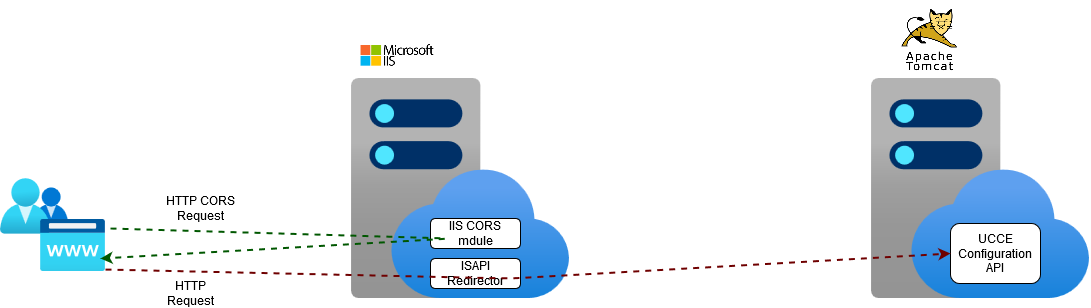 Microsoft
IIS
Apache
Tomcat
HTTP CORS
Request
WWW
HTTP
Request
IIS CORS
mdule
ISAPI
Redirector
UCCE
Configuration
API